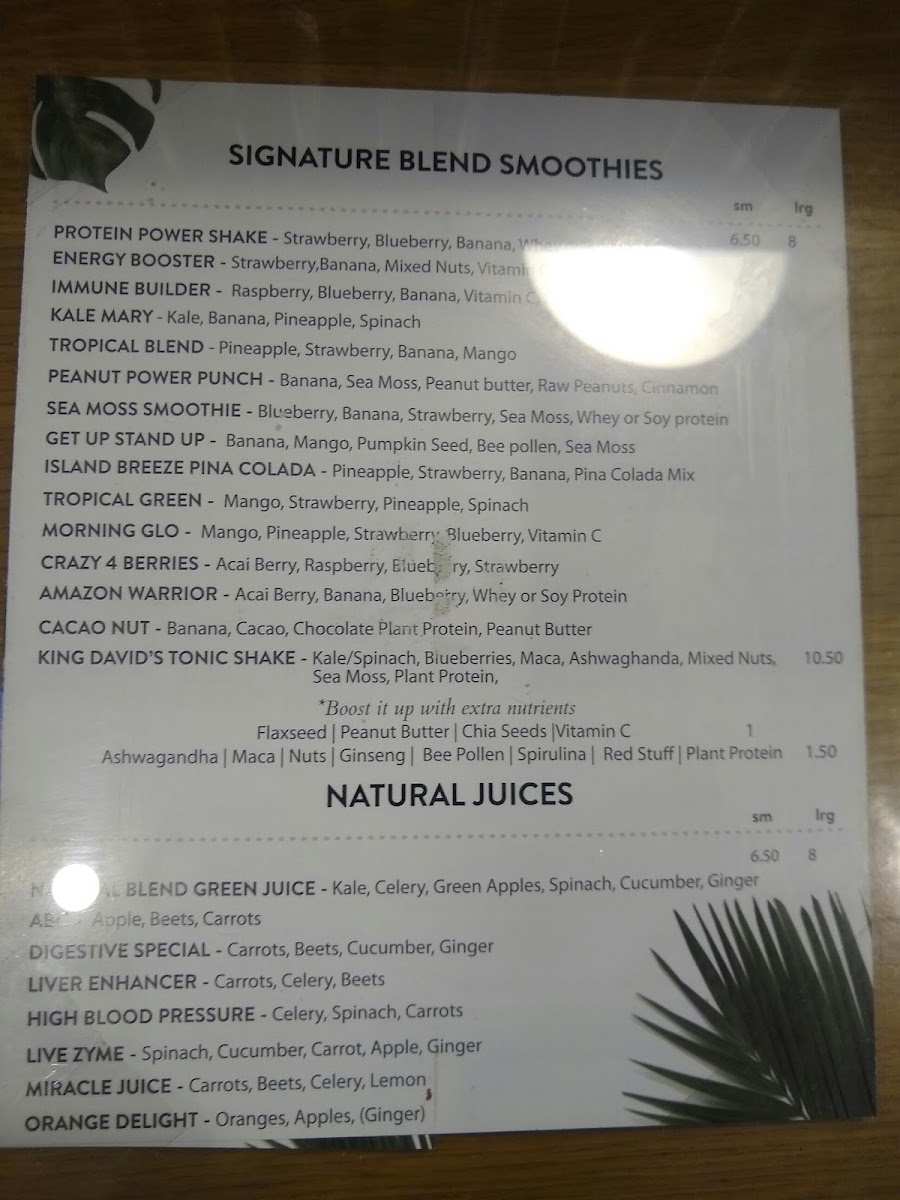 SIGNATURE BLEND SMOOTHIES
sm lrg
PROTEIN POWER SHAKE - Strawberry, Blueberry, Banana, 6.50 8
ENERGY BOOSTER - Strawberry,Banana, Mixed Nuts, Vitamin
IMMUNE BUILDER - Raspberry, Blueberry, Banana, Vitamin C,
KALE MARY - Kale, Banana, Pineapple, Spinach
TROPICAL BLEND - Pineapple, Strawberry, Banana, Mango
PEANUT POWER PUNCH - Banana, Sea Moss, Peanut butter, Raw Peanuts, Cinnamon
SEA MOSS SMOOTHIE - Blueberry, Banana, Strawberry, Sea Moss, Whey or Soy protein
GET UP STAND UP - Banana, Mango, Pumpkin Seed, Bee pollen, Sea Moss
ISLAND BREEZE PINA COLADA - Pineapple, Strawberry, Banana, Pina Colada Mix
TROPICAL GREEN - Mango, Strawberry, Pineapple, Spinach
MORNING GLO - Mango, Pineapple, Strawberry, Blueberry, Vitamin C
CRAZY 4 BERRIES - Acai Berry, Raspberry, Blueberry, Strawberry
AMAZON WARRIOR - Acai Berry, Banana, Blueberry, Whey or Soy Protein
CACAO NUT - Banana, Cacao, Chocolate Plant Protein, Peanut Butter
KING DAVID'S TONIC SHAKE - Kale/Spinach, Blueberries, Maca, Ashwaghanda, Mixed Nuts, 10.50
Sea Moss, Plant Protein,
*Boost it up with extra nutrients
Flaxseed | Peanut Butter | Chia Seeds |Vitamin C 1
Ashwagandha | Maca | Nuts | Ginseng | Bee Pollen | Spirulina | Red Stuff | Plant Protein 1.50
NATURAL JUICES
sm lrg
6.50 8
BLEND GREEN JUICE - Kale, Celery, Green Apples, Spinach, Cucumber, Ginger
Apple, Beets, Carrots
DIGESTIVE SPECIAL - Carrots, Beets, Cucumber, Ginger
LIVER ENHANCER - Carrots, Celery, Beets
HIGH BLOOD PRESSURE - Celery, Spinach, Carrots
LIVE ZYME - Spinach, Cucumber, Carrot, Apple, Ginger
MIRACLE JUICE - Carrots, Beets, Celery, Lemon
ORANGE DELIGHT - Oranges, Apples, (Ginger)